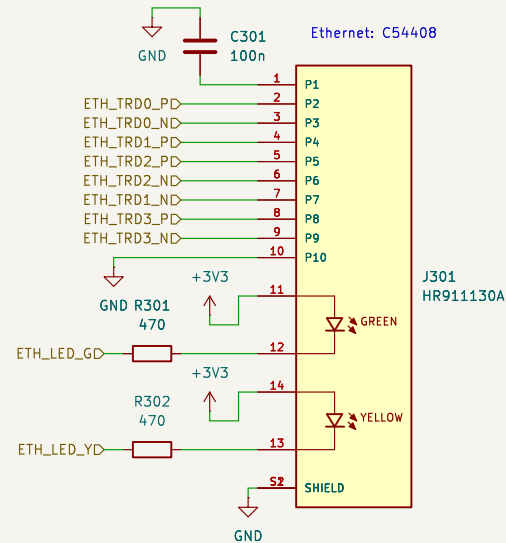 Ethernet: C54408
C301
100n
GND
1 P1
ETH_TRD0_P 2 P2
ETH_TRD0_N 3 P3
ETH_TRD1_P 4 P4
ETH_TRD2_P 5 P5
ETH_TRD2_N 6 P6
ETH_TRD1_N 7 P7
ETH_TRD3_P 8 P8
ETH_TRD3_N 9 P9
10 P10
J301
HR911130A
+3V3
11
GND R301
470
GREEN
ETH_LED_G 12
+3V3
14
R302
470
YELLOW
ETH_LED_Y 13
SHIELD
GND